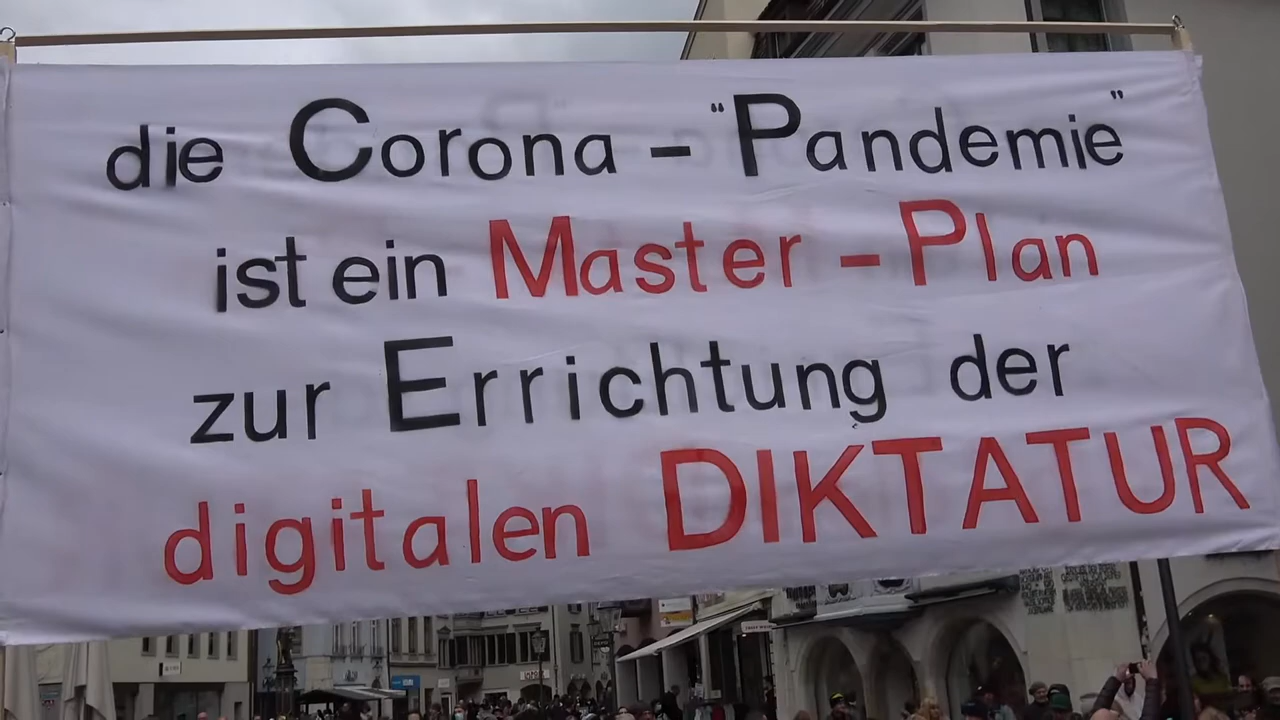 die Corona - "Pandemie"
ist ein Master - Plan
zur Errichtung der
digitalen DIKTATUR